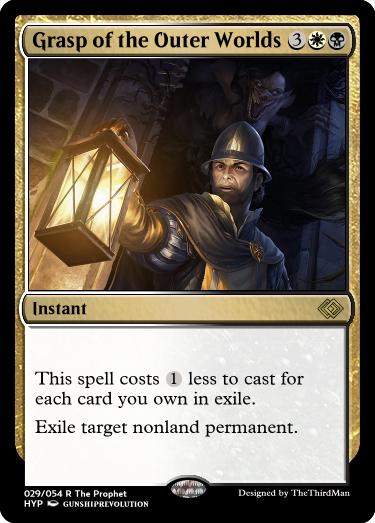 Grasp of the Outer Worlds 3
Instant
This spell costs 1 less to cast for
each card you own in exile.
Exile target nonland permanent.
029/054 R The Prophet
HYP GUNSHIPREVOLUTION
Designed by TheThirdMan